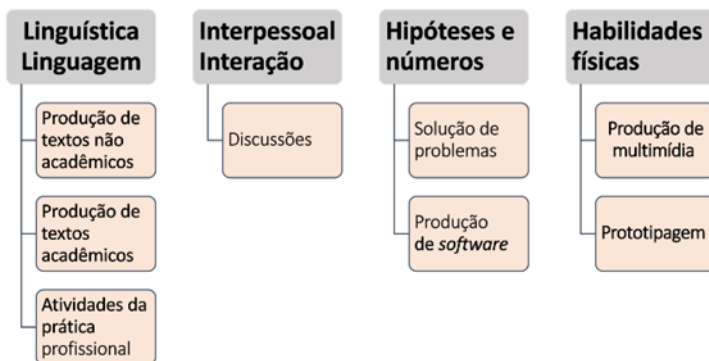 Linguística
Linguagem
Produção de
textos não
acadêmicos
Produção de
textos
acadêmicos
Atividades da
prática
profissional
Interpessoal
Interação
Discussões
Hipóteses e
números
Solução de
problemas
Produção
de software
Habilidades
físicas
Produção de
multimídia
Prototipagem